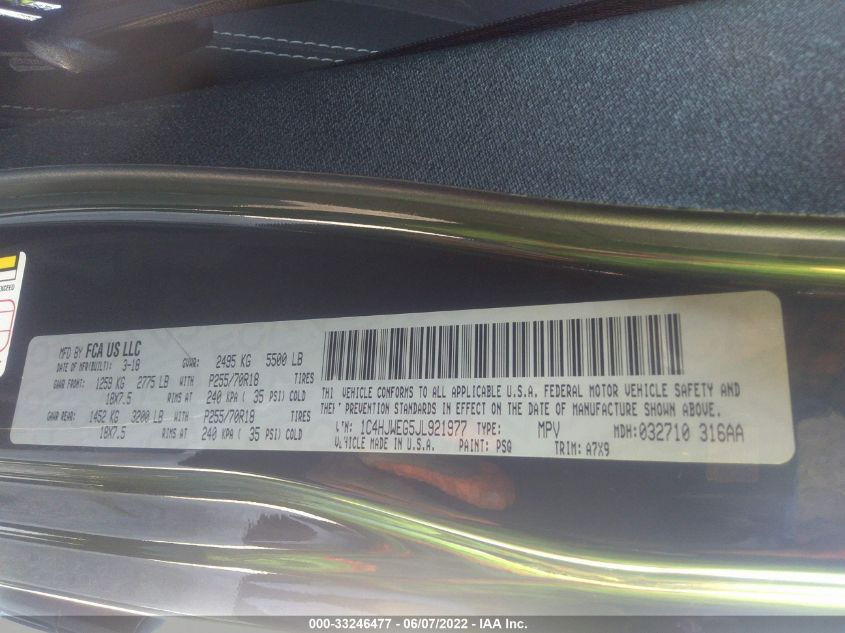 EXCEED
MFD BY FCA US LLC
DATE OF MFD(BUILT): 3-18 GVWR: 2495 KG 5500 LB
GAWR FRONT: 1259 KG 2775 LB WITH P255/70R18 TIRES
18X7.5 RIMS AT 240 KPA ( 35 PSI) COLD
GAWR REAR: 1452 KG 3200 LB WITH P255/70R18 TIRES
18X7.5 RIMS AT 240 KPA ( 35 PSI) COLD
VEHICLE CONFORMS TO ALL APPLICABLE U.S.A. FEDERAL MOTOR VEHICLE SAFETY AND
PREVENTION STANDARDS IN EFFECT ON THE DATE OF MANUFACTURE SHOWN ABOVE.
1C4HJWEG5JL921977 TYPE: MPV MDH: 032710 316AA
MADE IN U.S.A. PAINT: PSQ TRIM: A7X9
000-33246477 - 06/07/2022 - IAA Inc.